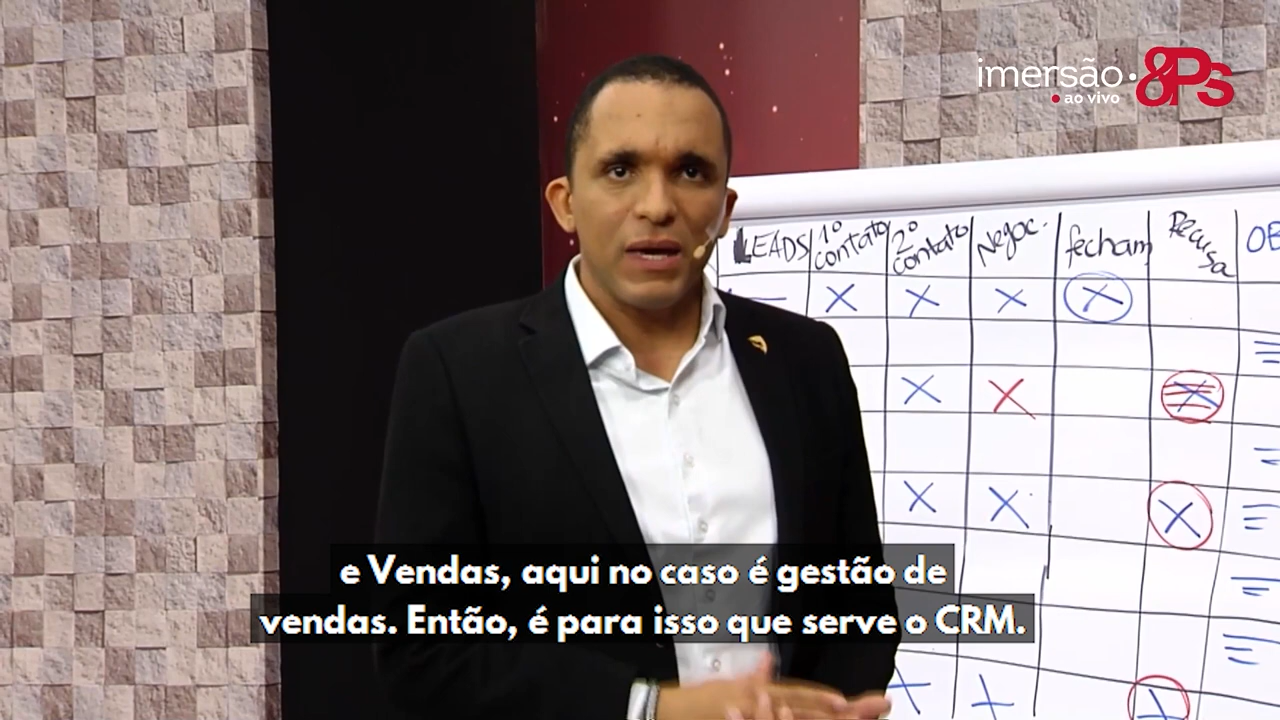 imersão
ao vivo
8Ps
LEADS
1º contato
2º contato
Negoc.
fecham
Recusa
e Vendas, aqui no caso é gestão de
vendas. Então, é para isso que serve o CRM.